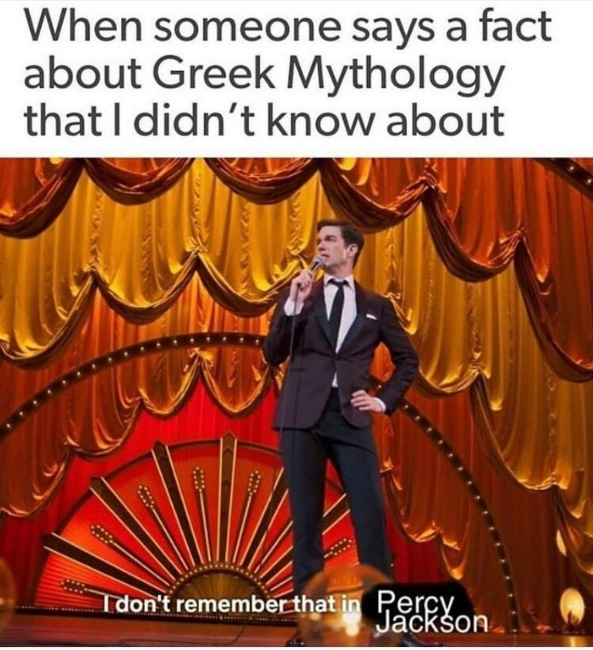 When someone says a fact
about Greek Mythology
that I didn't know about
I don't remember that in Percy
Jackson